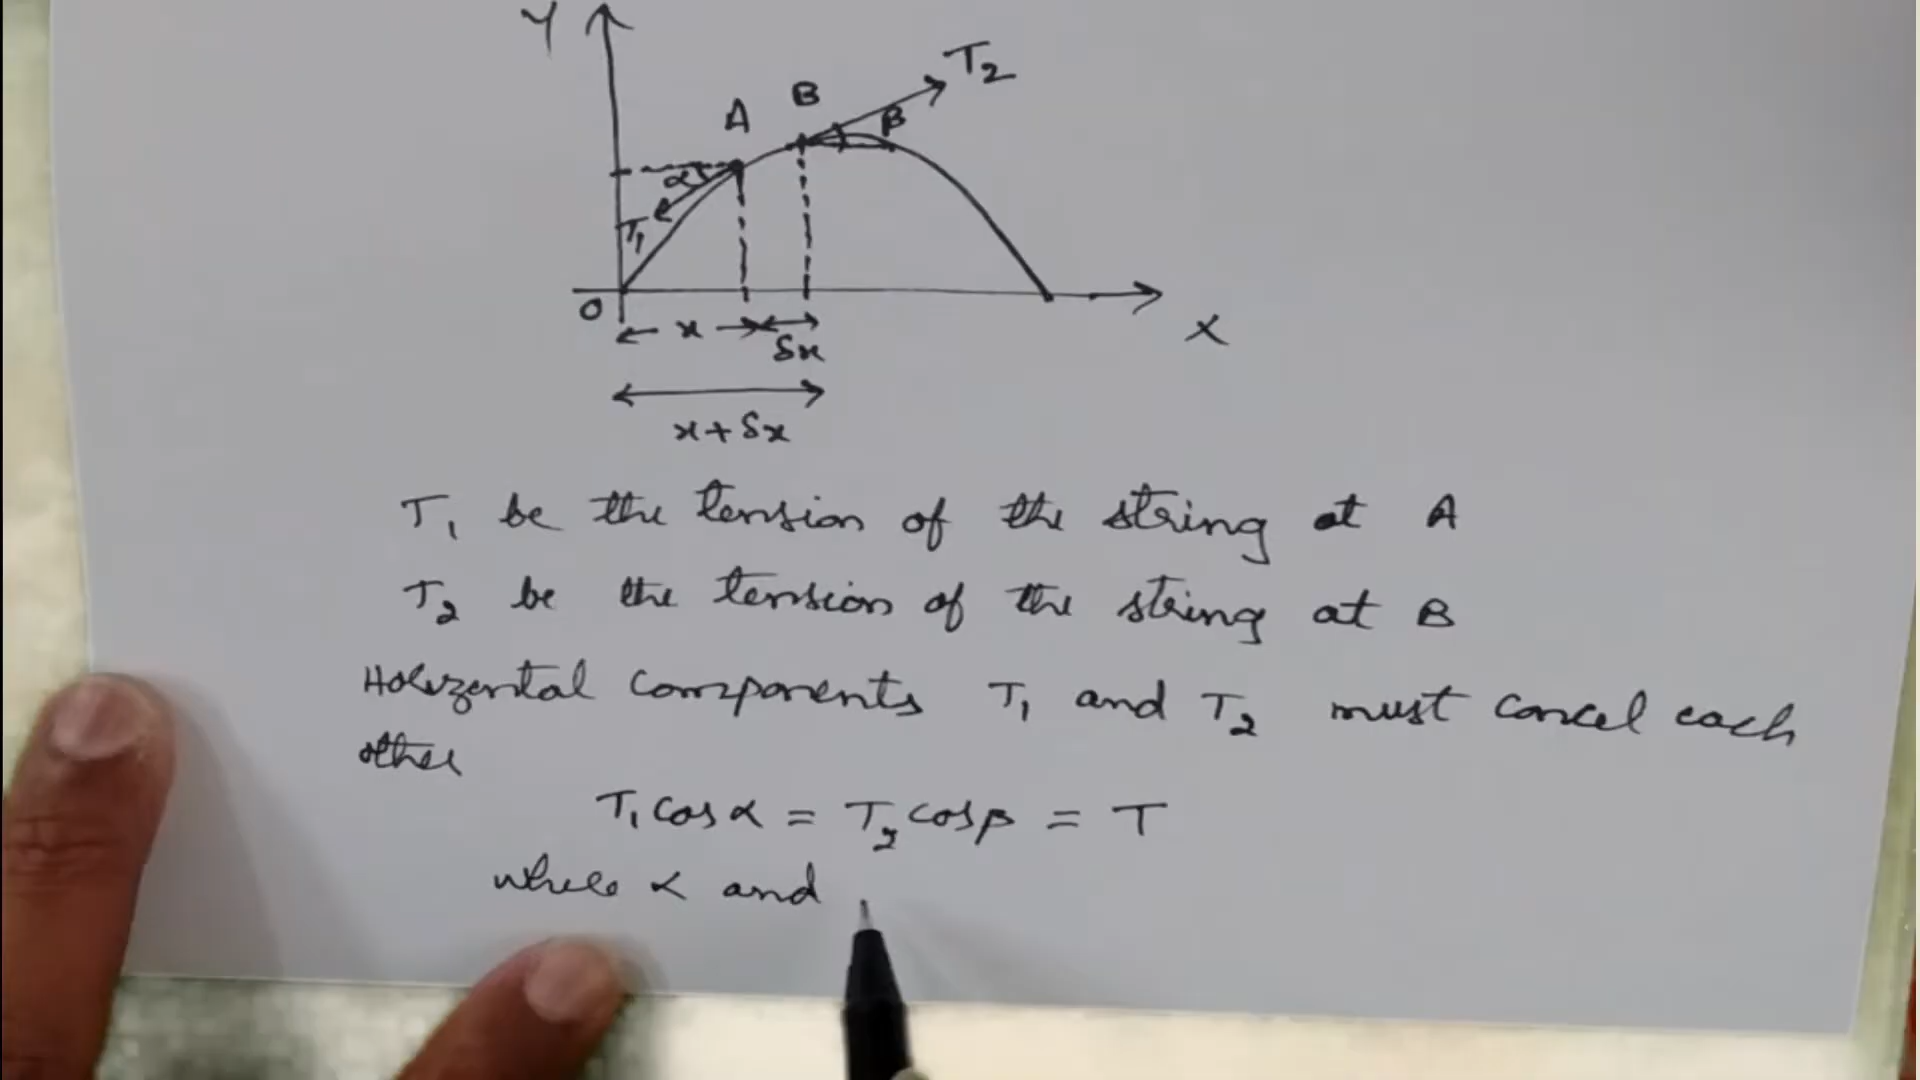 Y
T₂
B
A
β
α
T₁
O
x
δx
X
x + δx
T₁ be the tension of the string at A
T₂ be the tension of the string at B
Horizontal components T₁ and T₂ must cancel each
other
T₁ cos α = T₂ cos β = T
where α and